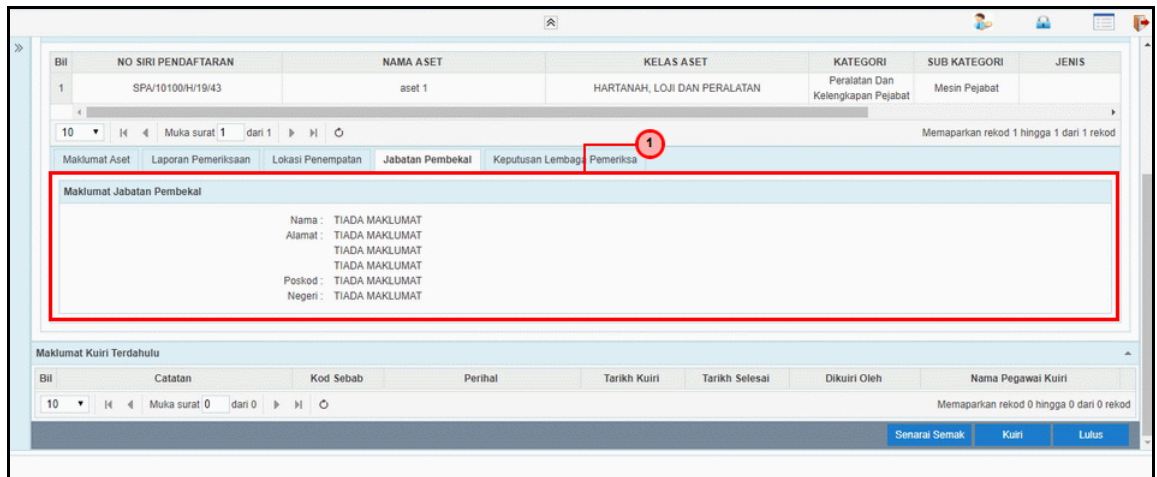 Bil NO SIRI PENDAFTARAN NAMA ASET KELAS ASET KATEGORI SUB KATEGORI JENIS
1 SPA/10100/H/19/43 aset 1 HARTANAH, LOJI DAN PERALATAN Peralatan Dan Kelengkapan Pejabat Mesin Pejabat
10 Muka surat 1 dari 1 Memaparkan rekod 1 hingga 1 dari 1 rekod
1
Maklumat Aset Laporan Pemeriksaan Lokasi Penempatan Jabatan Pembekal Keputusan Lembaga Pemeriksa
Maklumat Jabatan Pembekal
Nama : TIADA MAKLUMAT
Alamat : TIADA MAKLUMAT
TIADA MAKLUMAT
TIADA MAKLUMAT
Poskod : TIADA MAKLUMAT
Negeri : TIADA MAKLUMAT
Maklumat Kuiri Terdahulu
Bil Catatan Kod Sebab Perihal Tarikh Kuiri Tarikh Selesai Dikuiri Oleh Nama Pegawai Kuiri
10 Muka surat 0 dari 0 Memaparkan rekod 0 hingga 0 dari 0 rekod
Senarai Semak Kuiri Lulus